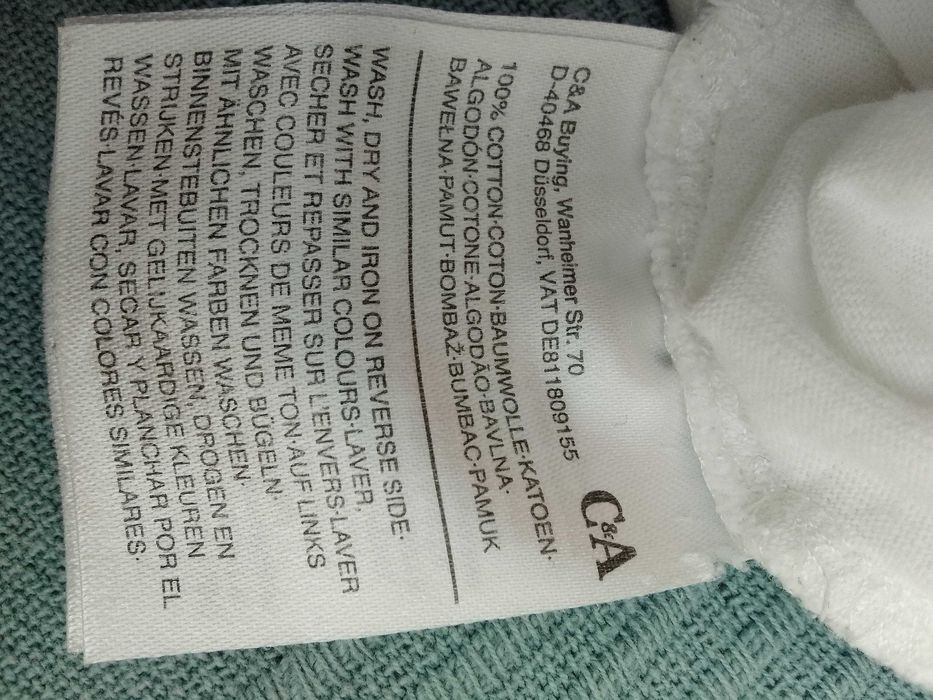 C&A Buying, Wanheimer Str. 70
D-40468 Düsseldorf, VAT DE811809155
C&A
100% COTTON·COTON·BAUMWOLLE·KATOEN·
ALGODÓN·COTONE·ALGODÃO·BAVLNA·
BAWEŁNA·PAMUT·BOMBAŽ·BUMBAC·PAMUK
WASH, DRY AND IRON ON REVERSE SIDE·
WASH WITH SIMILAR COLOURS·LAVER,
SECHER ET REPASSER SUR L'ENVERS·LAVER
AVEC COULEURS DE MEME TON·AUF LINKS
WASCHEN, TROCKNEN UND BÜGELN·
MIT ÄHNLICHEN FARBEN WASCHEN·
BINNENSTEBUITEN WASSEN, DROGEN EN
STRIJKEN·MET GELIJKAARDIGE KLEUREN
WASSEN·LAVAR, SECAR Y PLANCHAR POR EL
REVÉS·LAVAR CON COLORES SIMILARES·